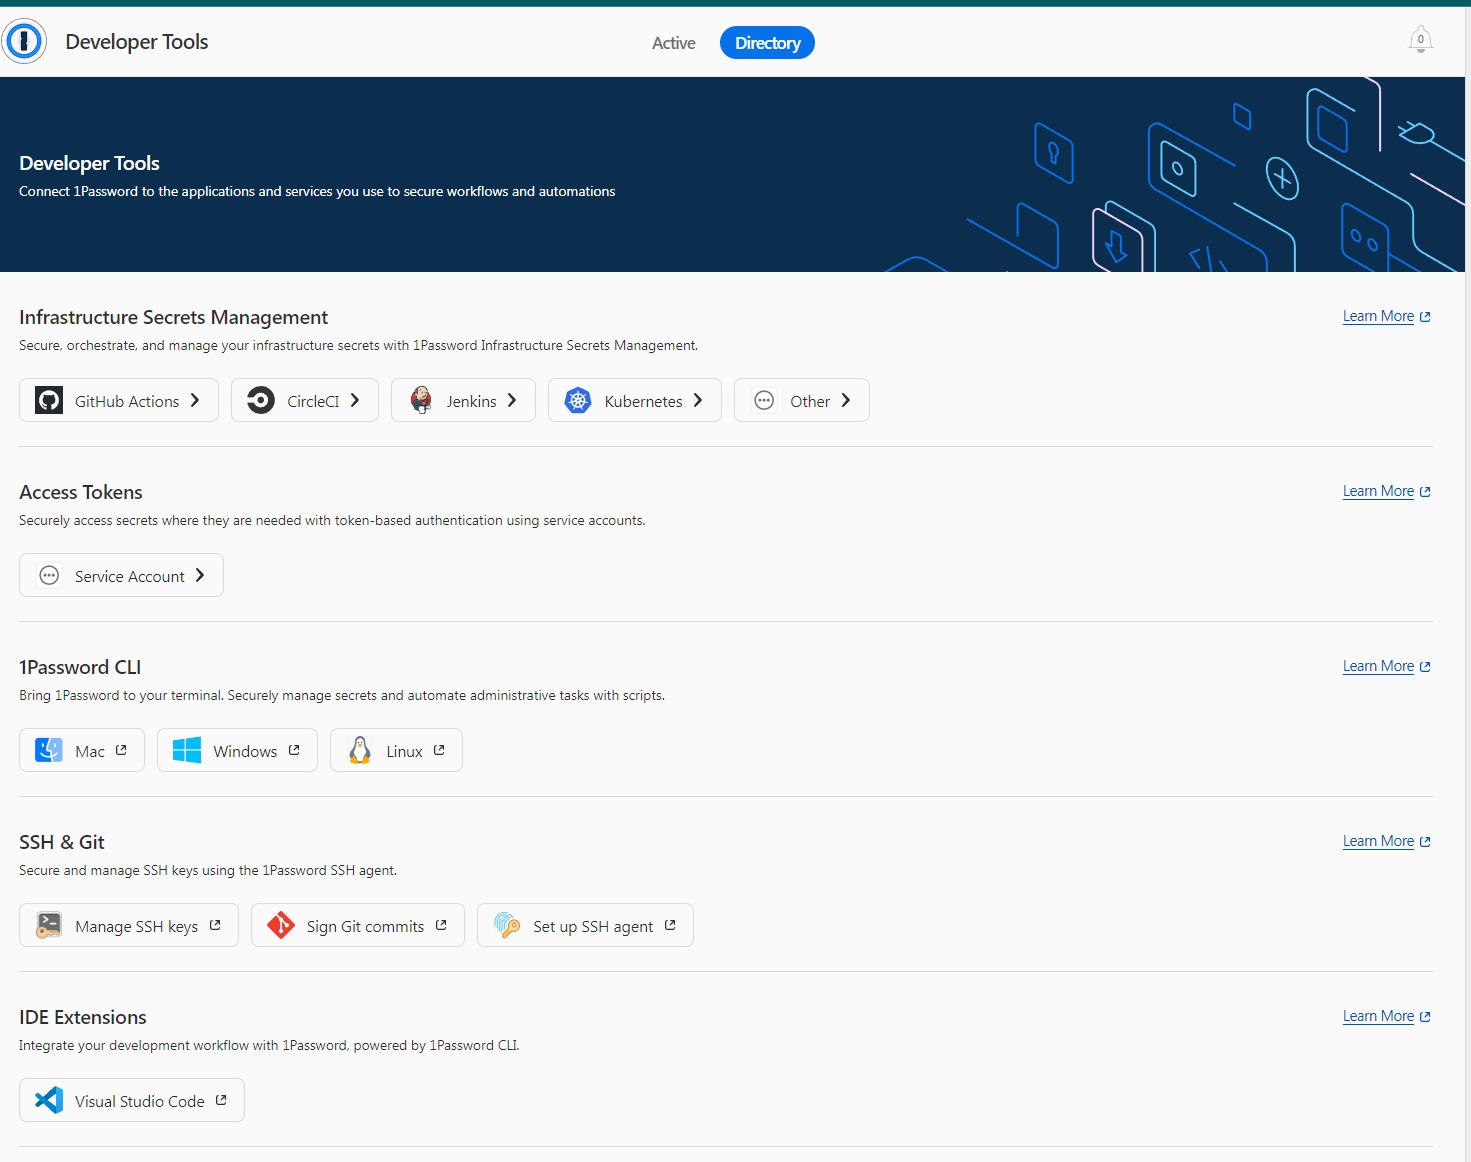 Developer Tools
Active
Directory
0
Developer Tools
Connect 1Password to the applications and services you use to secure workflows and automations
Infrastructure Secrets Management
Learn More
Secure, orchestrate, and manage your infrastructure secrets with 1Password Infrastructure Secrets Management.
GitHub Actions
CircleCI
Jenkins
Kubernetes
Other
Access Tokens
Learn More
Securely access secrets where they are needed with token-based authentication using service accounts.
Service Account
1Password CLI
Learn More
Bring 1Password to your terminal. Securely manage secrets and automate administrative tasks with scripts.
Mac
Windows
Linux
SSH & Git
Learn More
Secure and manage SSH keys using the 1Password SSH agent.
Manage SSH keys
Sign Git commits
Set up SSH agent
IDE Extensions
Learn More
Integrate your development workflow with 1Password, powered by 1Password CLI.
Visual Studio Code